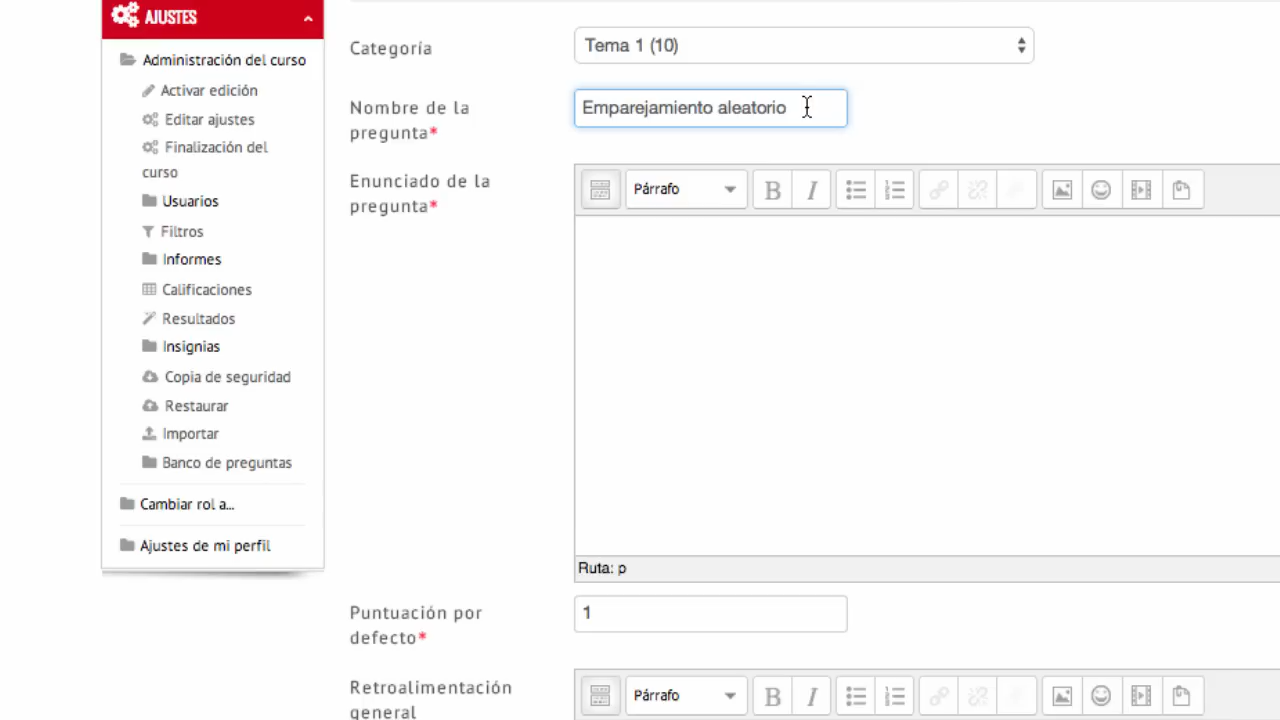 AJUSTES
Administración del curso
Activar edición
Editar ajustes
Finalización del
curso
Usuarios
Filtros
Informes
Calificaciones
Resultados
Insignias
Copia de seguridad
Restaurar
Importar
Banco de preguntas
Cambiar rol a...
Ajustes de mi perfil
Categoría
Tema 1 (10)
Nombre de la
pregunta*
Emparejamiento aleatorio
Enunciado de la
pregunta*
Párrafo
B I
Ruta: p
Puntuación por
defecto*
1
Retroalimentación
general
Párrafo
B I